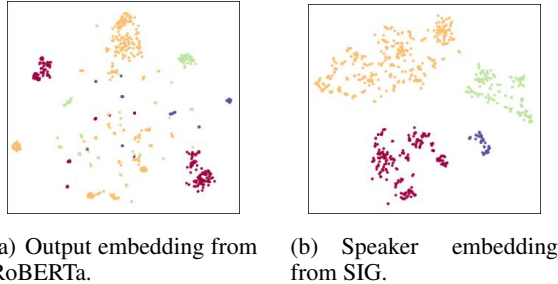 a) Output embedding from
RoBERTa.
(b) Speaker embedding
from SIG.